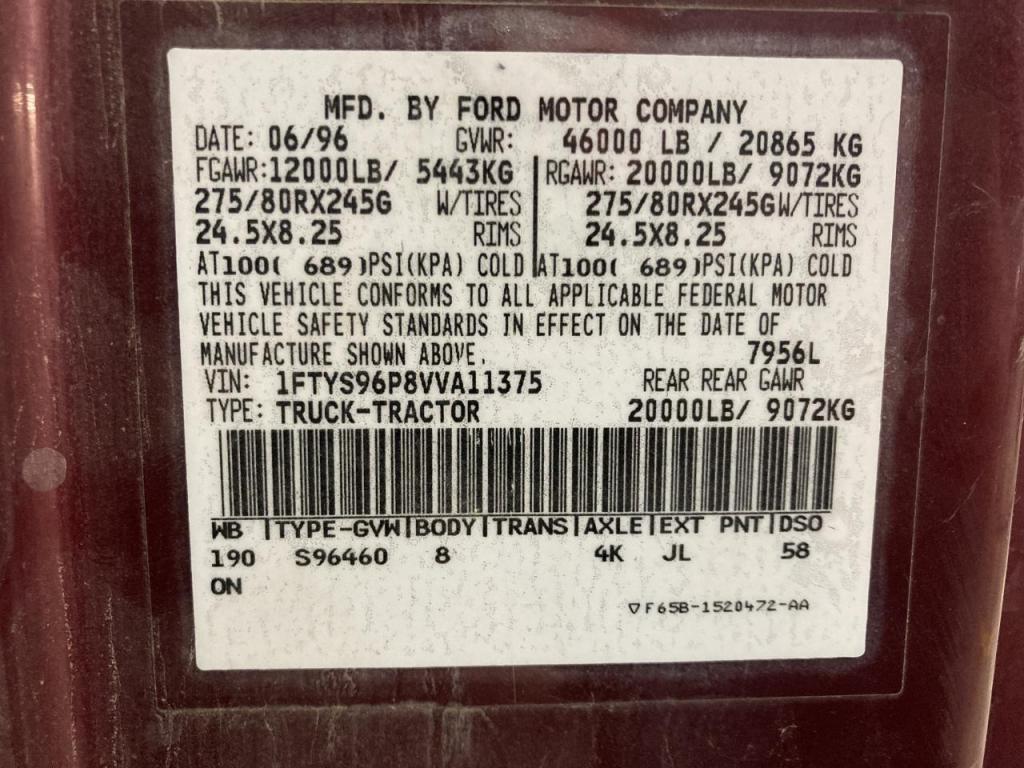 MFD. BY FORD MOTOR COMPANY
DATE: 06/96 GVWR: 46000 LB / 20865 KG
FGAWR:12000LB/ 5443KG RGAWR: 20000LB/ 9072KG
275/80RX245G W/TIRES 275/80RX245GW/TIRES
24.5X8.25 RIMS 24.5X8.25 RIMS
AT100( 689)PSI(KPA) COLD AT100( 689)PSI(KPA) COLD
THIS VEHICLE CONFORMS TO ALL APPLICABLE FEDERAL MOTOR
VEHICLE SAFETY STANDARDS IN EFFECT ON THE DATE OF
MANUFACTURE SHOWN ABOVE. 7956L
VIN: 1FTYS96P8VVA11375 REAR REAR GAWR
TYPE: TRUCK-TRACTOR 20000LB/ 9072KG
WB |TYPE-GVW|BODY|TRANS|AXLE|EXT PNT|DSO
190 S96460 8 4K JL 58
ON
▽F65B-1520472-AA